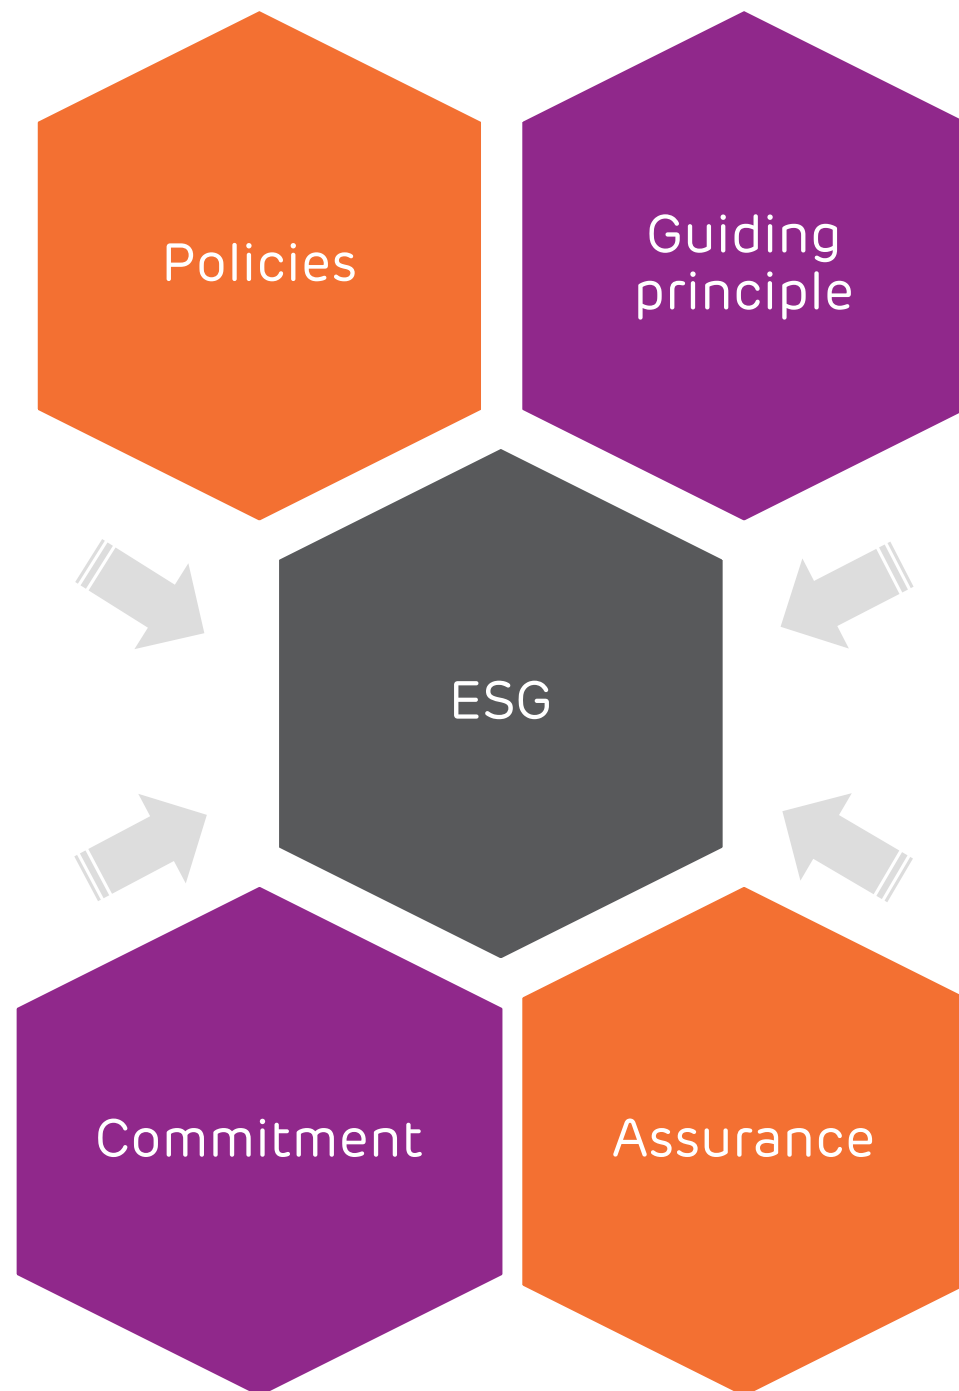 Policies
Guiding
principle
ESG
Commitment
Assurance